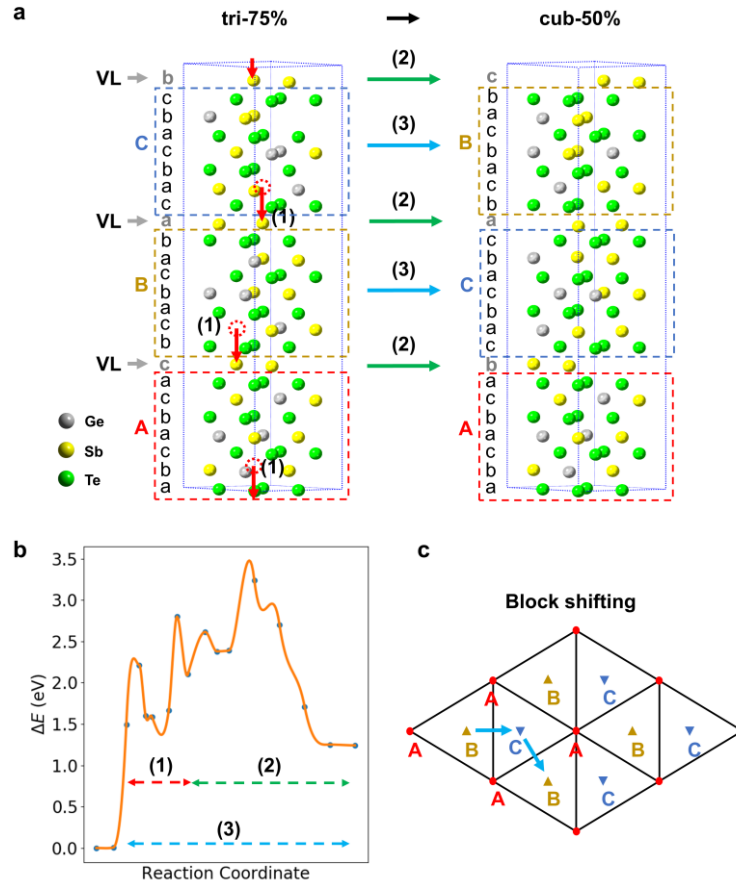 a
tri-75%
cub-50%
VL b (2) c
c b
b a
C a (3) B c
c b
b a
a c
c b
VL a (1) (2) a
b c
a b
c a
B b (3) C c
a b
(1)
c a
b c
VL c (2) b
a a
c c
Ge b b
A a A a
Sb c (1) c
b b
Te a a
b
3.5
3.0
2.5
2.0
1.5
1.0
0.5
0.0
ΔE (eV)
(1) (2)
(3)
Reaction Coordinate
c
Block shifting
A B C
A B C A B C
A B C